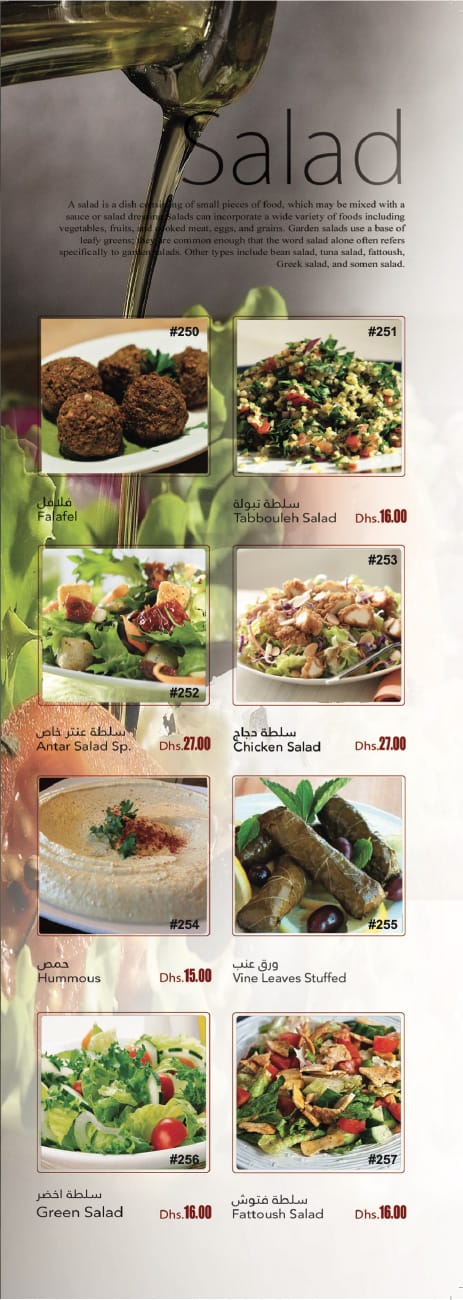 Salad
A salad is a dish consisting of small pieces of food, which may be mixed with a
sauce or salad dressing. Salads can incorporate a wide variety of foods including
vegetables, fruits, and cooked meat, eggs, and grains. Garden salads use a base of
leafy greens; they are common enough that the word salad alone often refers
specifically to garden salads. Other types include bean salad, tuna salad, fattoush,
Greek salad, and somen salad.
#250
#251
فلافل
Falafel
سلطة تبولة
Tabbouleh Salad Dhs.16.00
#252
#253
سلطة عنتر خاص
Antar Salad Sp. Dhs.27.00
سلطة دجاج
Chicken Salad Dhs.27.00
#254
#255
حمص
Hummous Dhs.15.00
ورق عنب
Vine Leaves Stuffed
#256
#257
سلطة اخضر
Green Salad Dhs.16.00
سلطة فتوش
Fattoush Salad Dhs.16.00